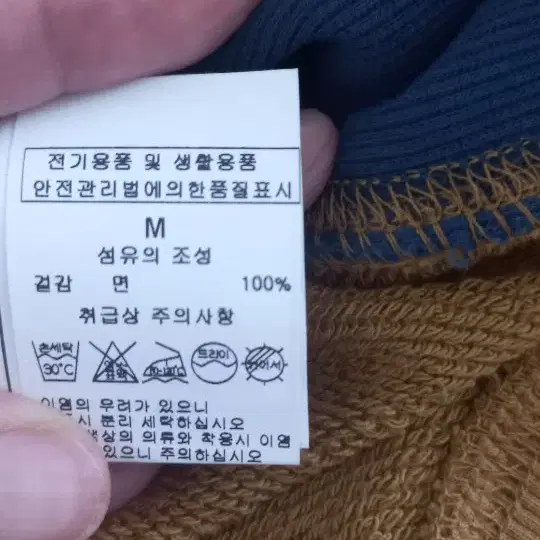 전기용품 및 생활용품
안전관리법에의한품질표시
M
섬유의 조성
겉감 면 100%
취급상 주의사항
손세탁 드라이
30°C
이염의 우려가 있으니
시 분리 세탁하십시오
색상의 의류와 착용시 이염
있으니 주의하십시오